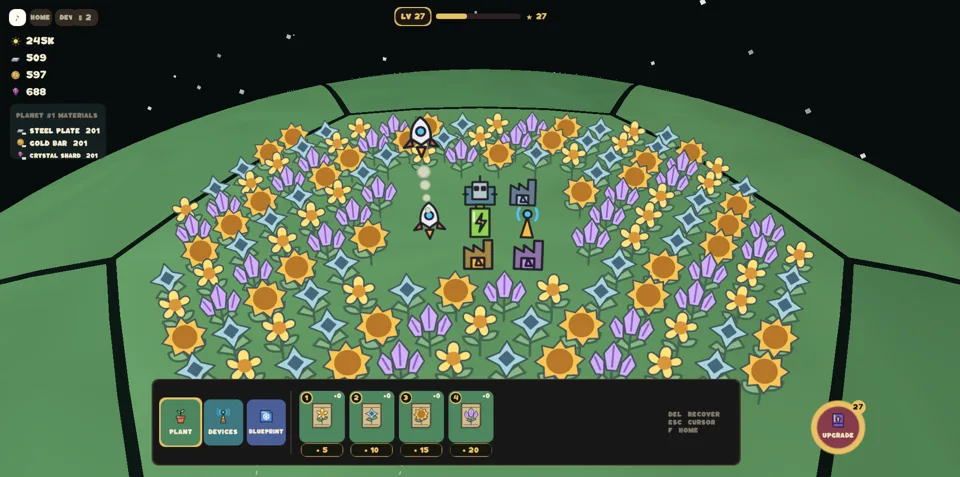 HOME DEV 2
LV 27
27
245K
509
597
688
PLANET #1 MATERIALS
STEEL PLATE 201
GOLD BAR 201
CRYSTAL SHARD 201
PLANT
DEVICES
BLUEPRINT
1 +0
2 +0
3 +0
4 +0
5
10
15
20
DEL RECOVER
ESC CURSOR
F HOME
27
UPGRADE